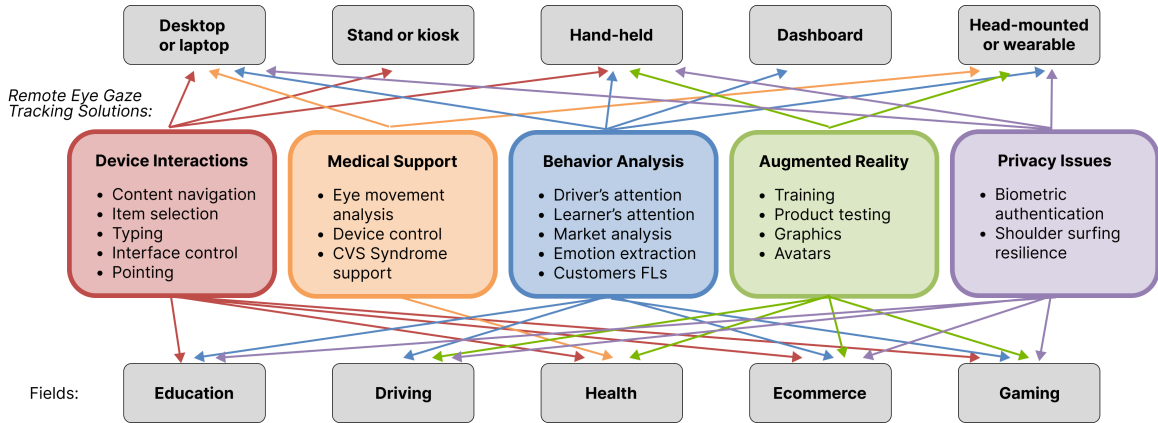 Desktop
or laptop
Stand or kiosk
Hand-held
Dashboard
Head-mounted
or wearable
Remote Eye Gaze
Tracking Solutions:
Device Interactions
• Content navigation
• Item selection
• Typing
• Interface control
• Pointing
Medical Support
• Eye movement
analysis
• Device control
• CVS Syndrome
support
Behavior Analysis
• Driver's attention
• Learner's attention
• Market analysis
• Emotion extraction
• Customers FLs
Augmented Reality
• Training
• Product testing
• Graphics
• Avatars
Privacy Issues
• Biometric
authentication
• Shoulder surfing
resilience
Fields:
Education
Driving
Health
Ecommerce
Gaming